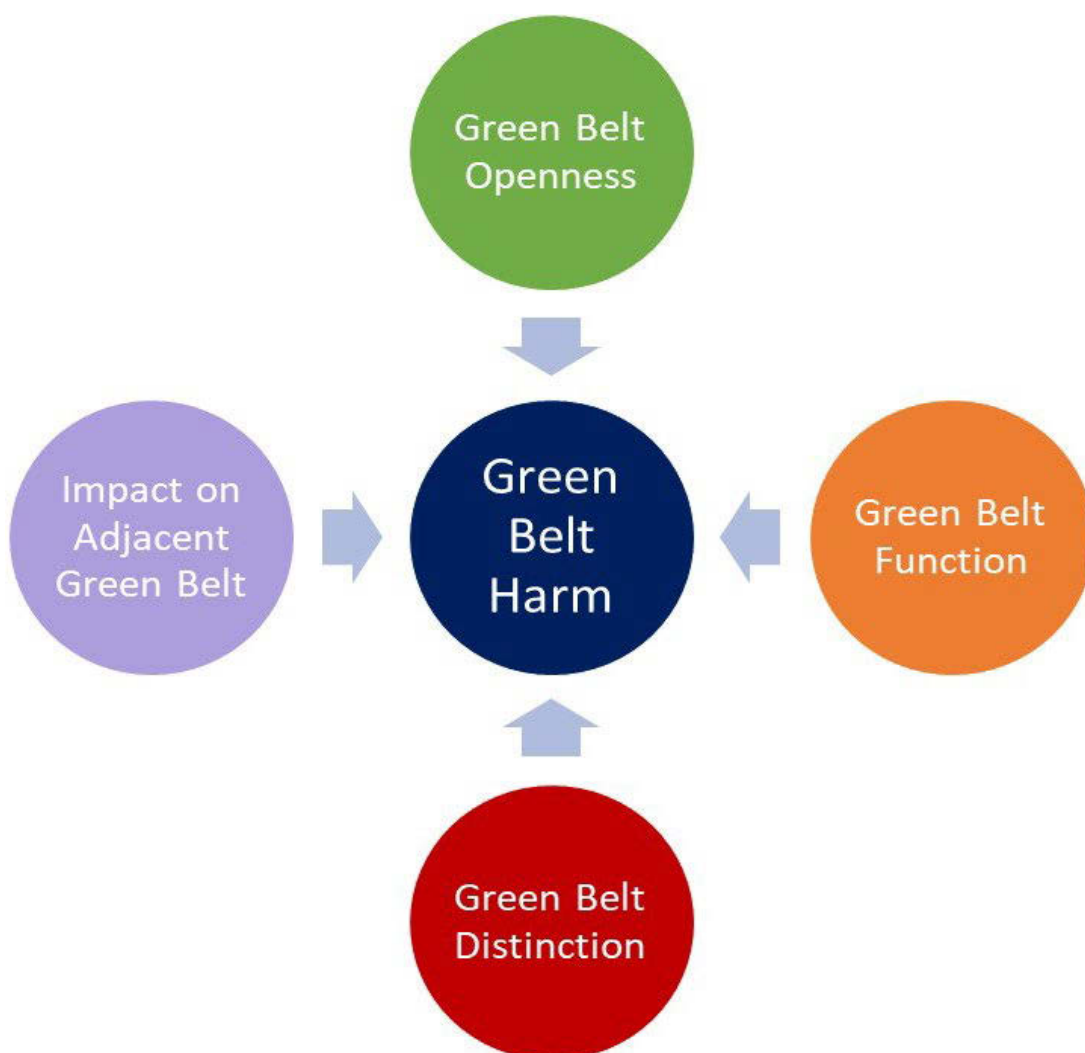 Green Belt
Openness
Impact on
Adjacent
Green Belt
Green
Belt
Harm
Green Belt
Function
Green Belt
Distinction